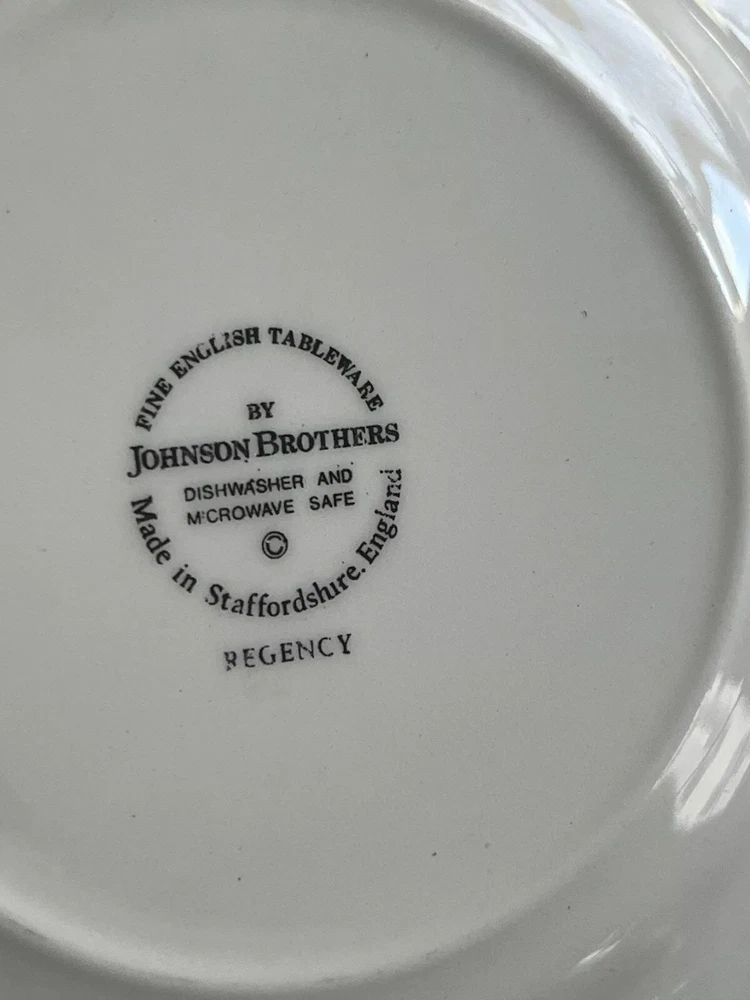 FINE ENGLISH TABLEWARE
BY
JOHNSON BROTHERS
DISHWASHER AND
MICROWAVE SAFE
©
Made in Staffordshire. England
REGENCY